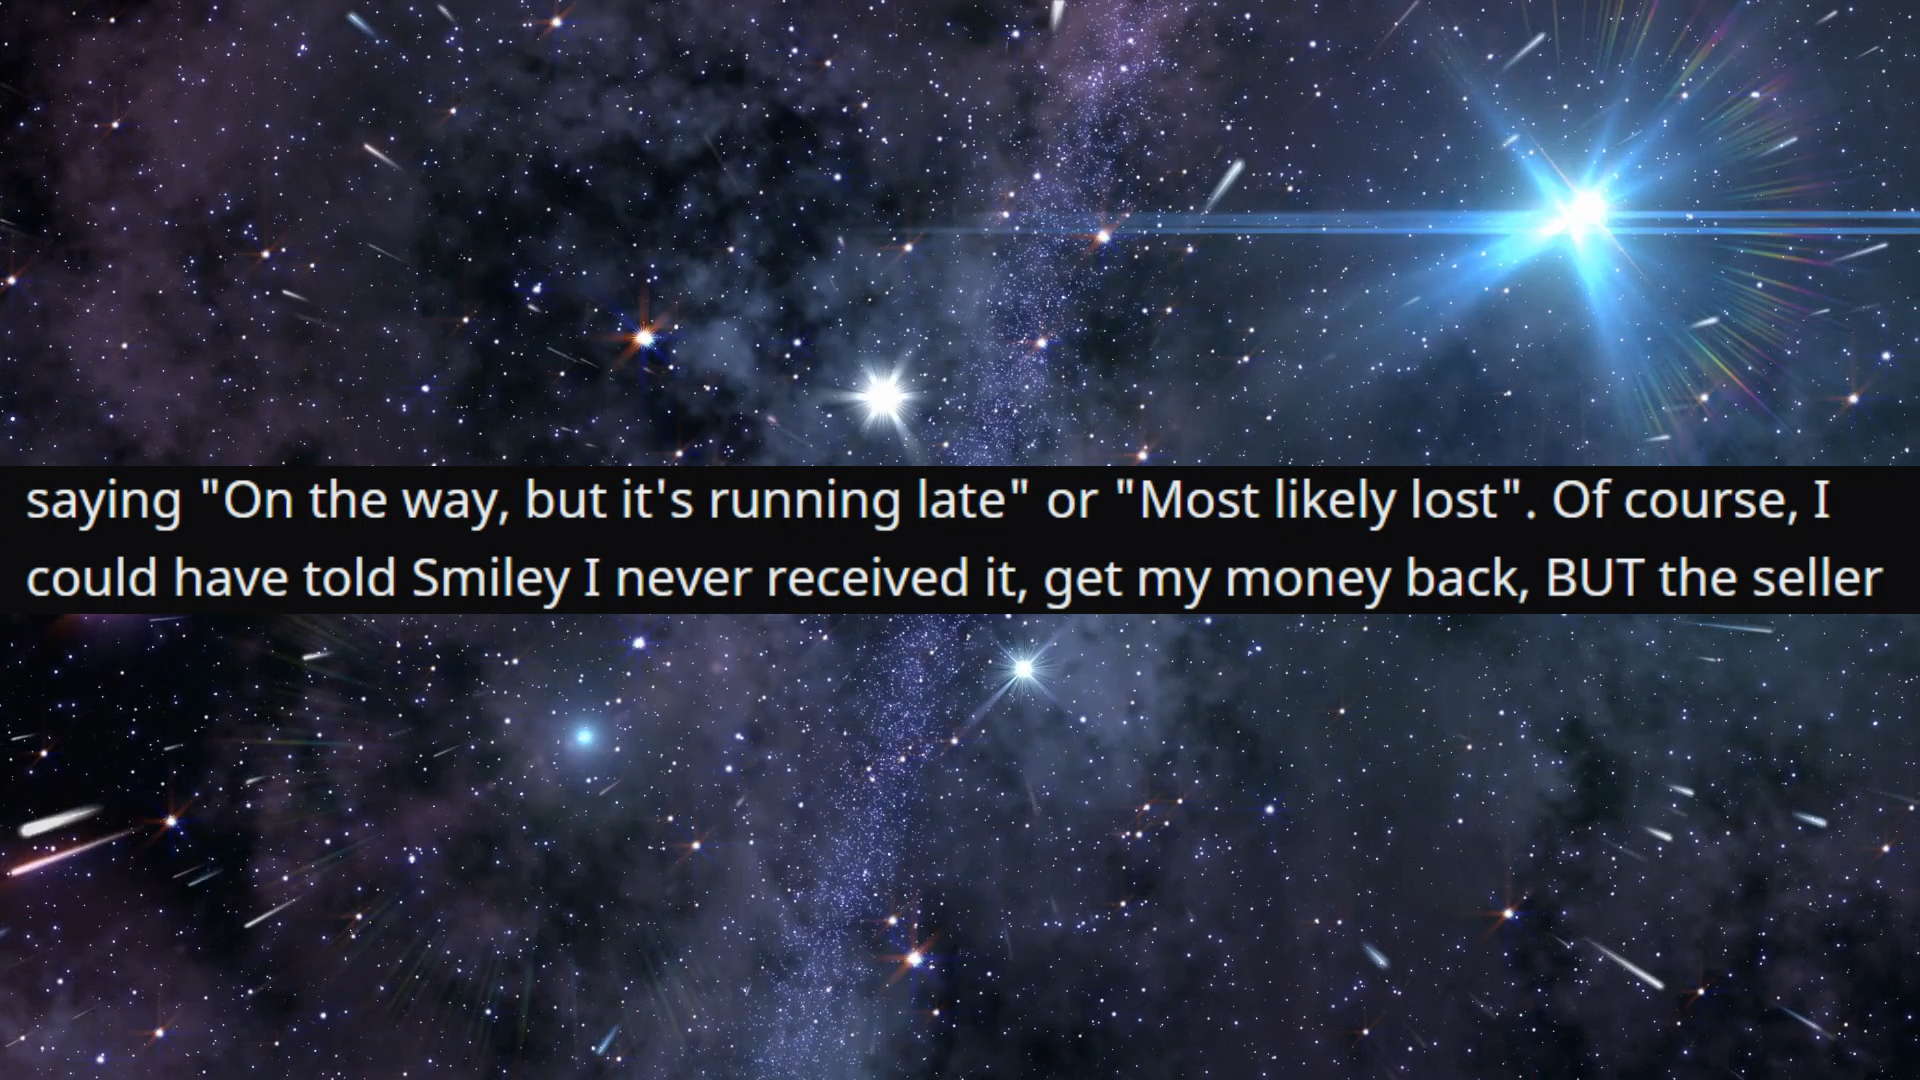 saying "On the way, but it's running late" or "Most likely lost". Of course, I
could have told Smiley I never received it, get my money back, BUT the seller